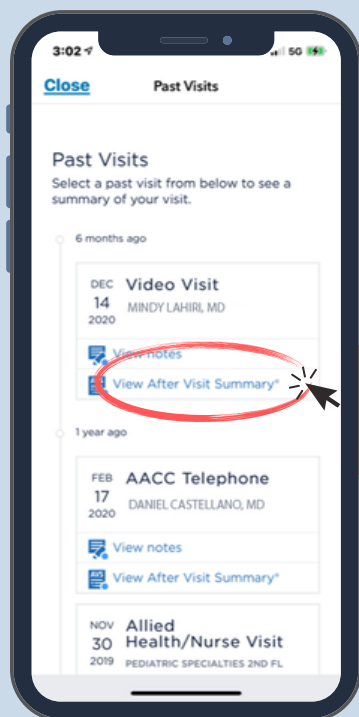 3:02 5G
Close Past Visits
Past Visits
Select a past visit from below to see a
summary of your visit.
6 months ago
DEC Video Visit
14 MINDY LAHIRI, MD
2020
View notes
AVS View After Visit Summary*
1 year ago
FEB AACC Telephone
17 DANIEL CASTELLANO, MD
2020
View notes
AVS View After Visit Summary*
NOV Allied
30 Health/Nurse Visit
2019 PEDIATRIC SPECIALTIES 2ND FL